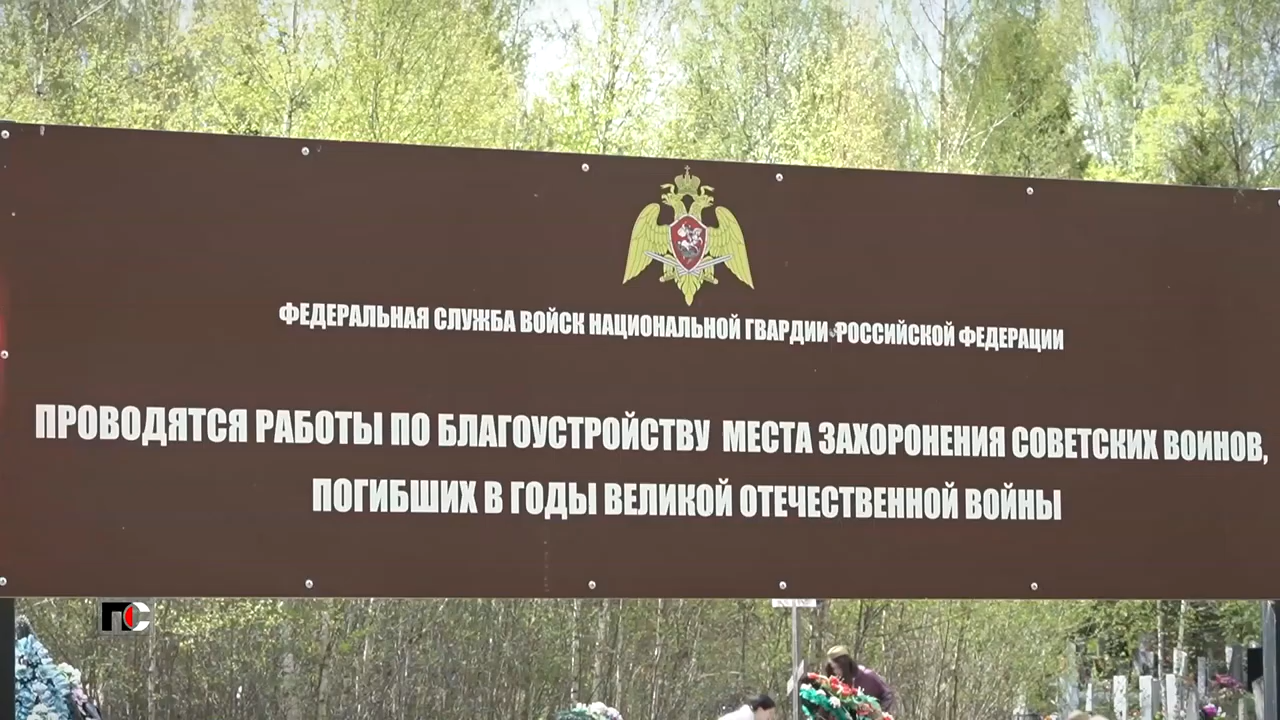 ФЕДЕРАЛЬНАЯ СЛУЖБА ВОЙСК НАЦИОНАЛЬНОЙ ГВАРДИИ РОССИЙСКОЙ ФЕДЕРАЦИИ
ПРОВОДЯТСЯ РАБОТЫ ПО БЛАГОУСТРОЙСТВУ МЕСТА ЗАХОРОНЕНИЯ СОВЕТСКИХ ВОИНОВ,
ПОГИБШИХ В ГОДЫ ВЕЛИКОЙ ОТЕЧЕСТВЕННОЙ ВОЙНЫ
ПС